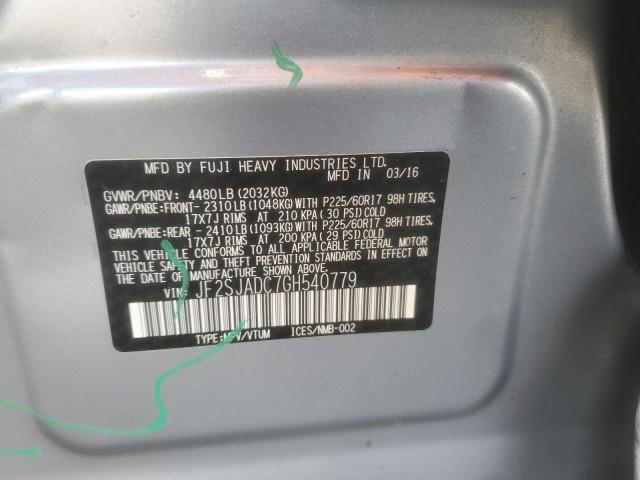 MFD BY FUJI HEAVY INDUSTRIES LTD.
MFD IN 03/16
GVWR/PNBV: 4480LB (2032KG)
GAWR/PNBE:FRONT- 2310LB(1048KG) WITH P225/60R17 98H TIRES,
17X7J RIMS AT 210 KPA (30 PSI)COLD
GAWR/PNBE:REAR - 2410LB(1093KG) WITH P225/60R17 98H TIRES,
17X7J RIMS AT 200 KPA (29 PSI)COLD
THIS VEHICLE CONFORMS TO ALL APPLICABLE FEDERAL MOTOR
VEHICLE SAFETY AND THEFT PREVENTION STANDARDS IN EFFECT ON
THE DATE OF MANUFACTURE SHOWN ABOVE.
VIN: JF2SJADC7GH540779
TYPE:MPV/VTUM ICES/NMB-002